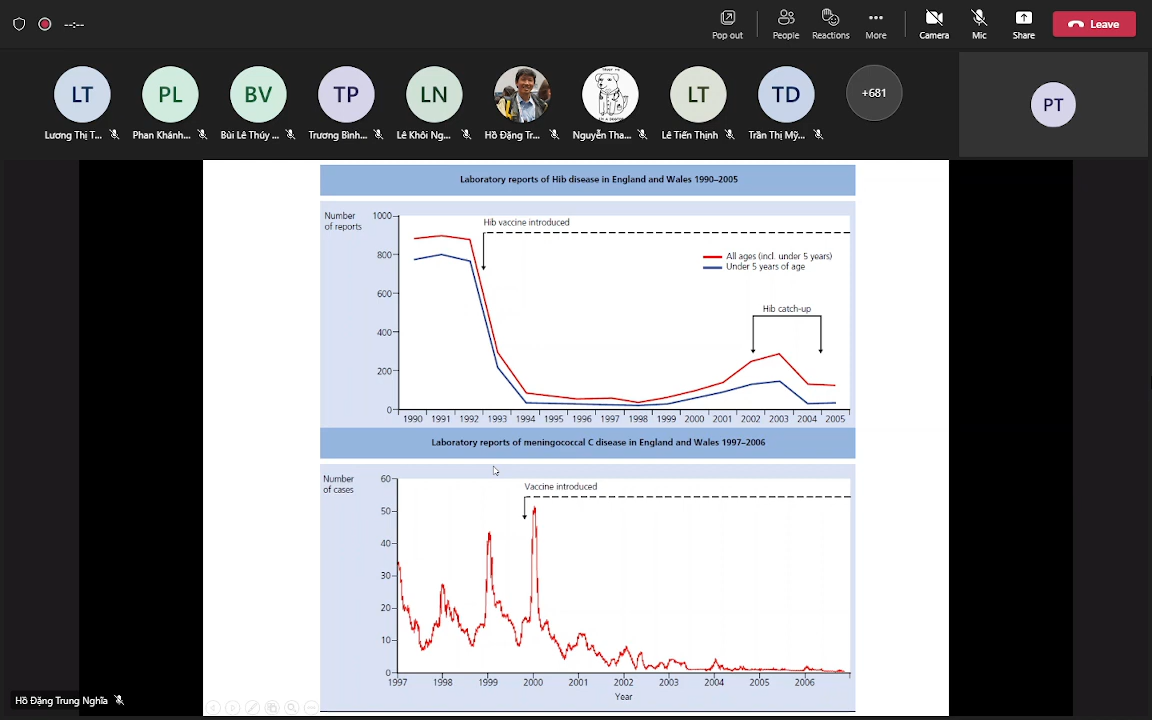 --:--
Pop out
People
Reactions
More
Camera
Mic
Share
Leave
LT
PL
BV
TP
LN
LT
TD
+681
PT
Lương Thị T...
Phan Khánh...
Bùi Lê Thúy ...
Trương Bình...
Lê Khôi Ng...
Hồ Đặng Tr...
Nguyễn Tha...
Lê Tiến Thịnh
Trần Thị Mỹ...
Laboratory reports of Hib disease in England and Wales 1990–2005
Number
of reports
1000
800
600
400
200
0
Hib vaccine introduced
All ages (incl. under 5 years)
Under 5 years of age
Hib catch-up
1990 1991 1992 1993 1994 1995 1996 1997 1998 1999 2000 2001 2002 2003 2004 2005
Laboratory reports of meningococcal C disease in England and Wales 1997–2006
Number
of cases
60
50
40
30
20
10
0
Vaccine introduced
1997 1998 1999 2000 2001 2002 2003 2004 2005 2006
Year
Hồ Đặng Trung Nghĩa